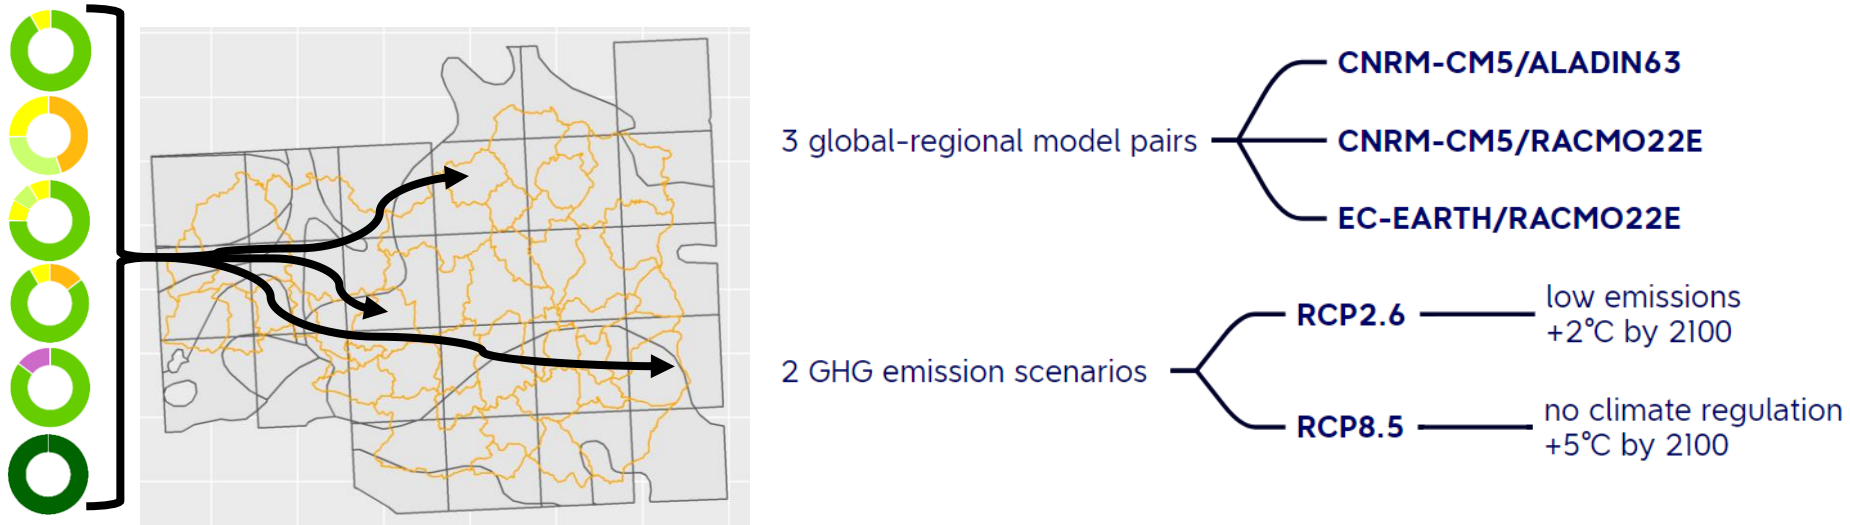 3 global-regional model pairs
CNRM-CM5/ALADIN63
CNRM-CM5/RACMO22E
EC-EARTH/RACMO22E
2 GHG emission scenarios
RCP2.6
low emissions
+2°C by 2100
RCP8.5
no climate regulation
+5°C by 2100